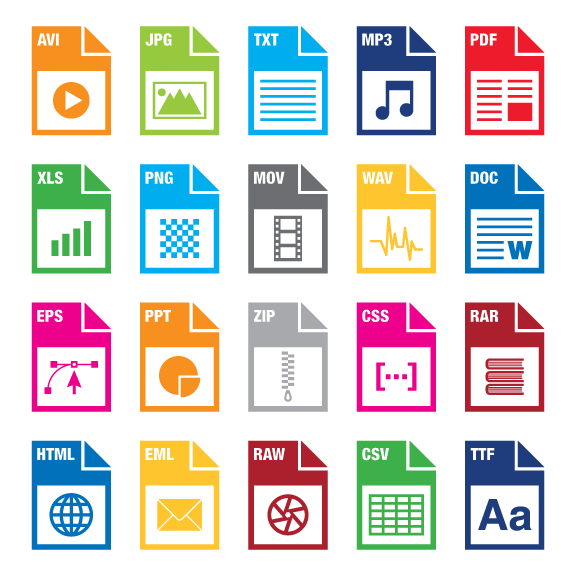 AVI JPG TXT MP3 PDF
XLS PNG MOV WAV DOC
W
EPS PPT ZIP CSS RAR
[...]
HTML EML RAW CSV TTF
Aa